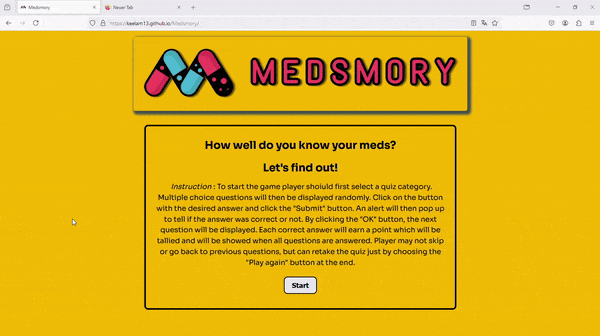 Medsmory
Never Tab
https://keelam13.github.io/Medsmory/
MEDSMORY
How well do you know your meds?
Let's find out!
Instruction : To start the game player shoiuld first select a quiz category.
Multiple choice questions will then be displayed randomly. Click on the button
with the desired answer and click the "Submit" button. An alert will then pop up
to tell if the answer was correct or not. By clicking the "OK" button, the next
question will be displayed. Each correct answer will earn a point which will be
tallied and will be showed when all questions are answered. Player may not skip
or go back to previous questions, but can retake the quiz just by choosing the
"Play again" button at the end.
Start